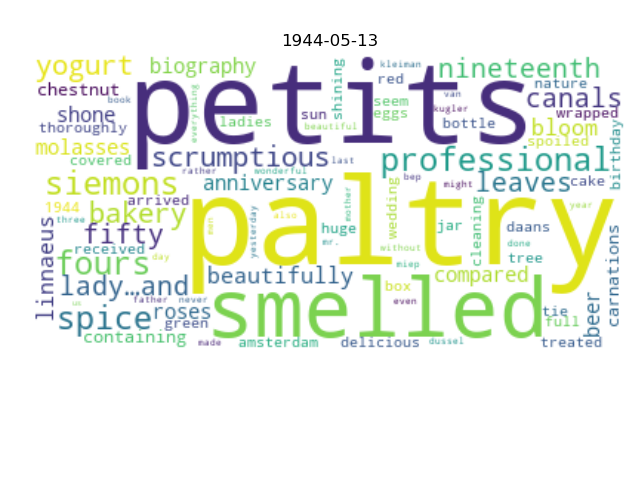 1944-05-13
yogurt biography kleiman red nineteenth
chestnut petits shining nature
book everything seem van canals
shone ladies sun eggs kugler wrapped
thoroughly beautiful bottle bloom birthday
molasses scrumptious last professional spoiled
covered rather wonderful
siemons anniversary bep might leaves cake
1944 arrived paltry wedding year
three bakery men yesterday also mother huge jar cleaning daans
linnaeus fifty mr. without done
received day miep tree carnations
fours beautifully compared
lady…and box
father never even tie beer
us spice roses smelled full
green
containing made amsterdam delicious dussel treated